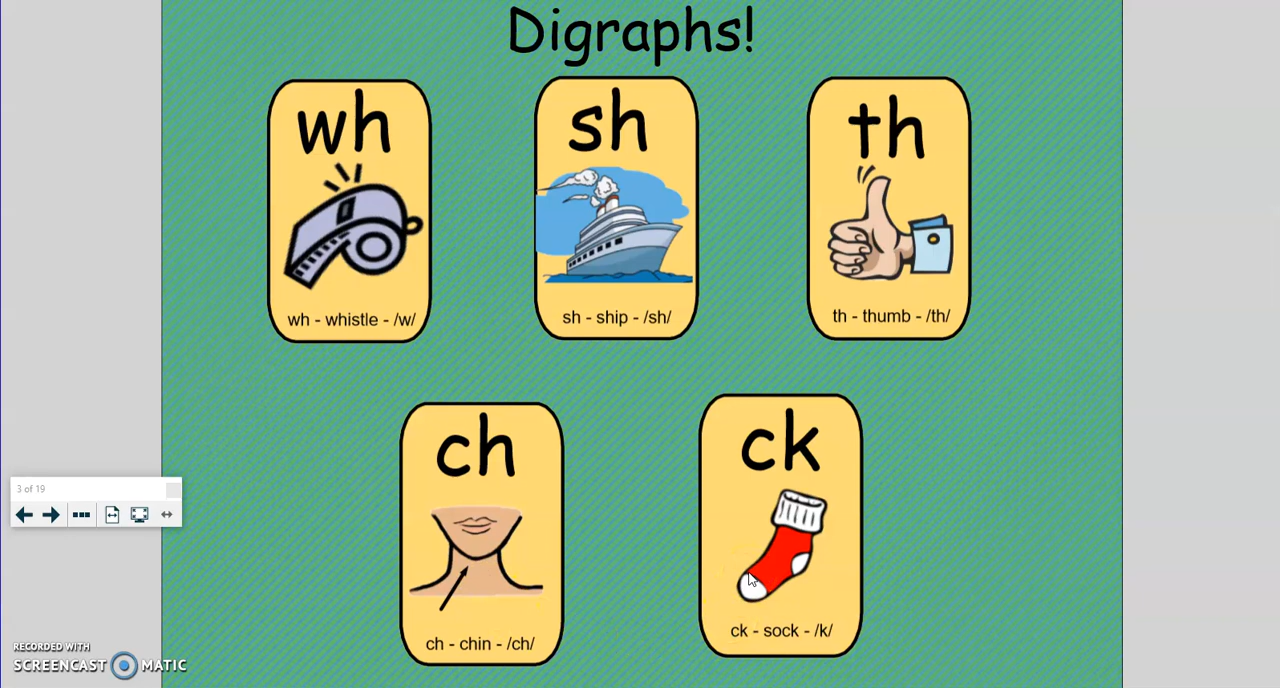 Digraphs!
wh
sh
th
wh - whistle - /w/
sh - ship - /sh/
th - thumb - /th/
ch
ck
ch - chin - /ch/
ck - sock - /k/
3 of 19
RECORDED WITH
SCREENCAST MATIC